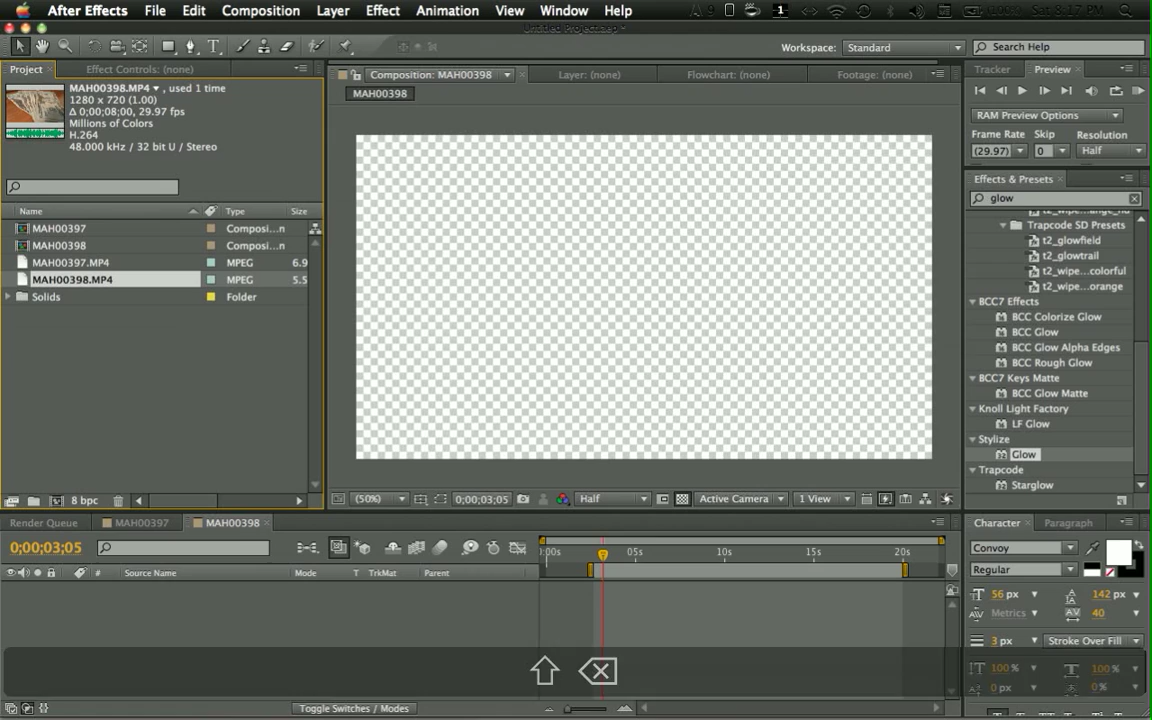 After Effects File Edit Composition Layer Effect Animation View Window Help 1 Sat 8:17 PM
Untitled Project.aep *
Workspace: Standard Search Help
Project Effect Controls: (none) Composition: MAH00398 Layer: (none) Flowchart: (none) Footage: (none) Tracker Preview
MAH00398.MP4 , used 1 time
1280 x 720 (1.00)
Δ 0;00;08;00, 29.97 fps
Millions of Colors
H.264
48.000 kHz / 32 bit U / Stereo
MAH00398
RAM Preview Options
Frame Rate Skip Resolution
(29.97) 0 Half
Effects & Presets
glow
Name Type Size
MAH00397 Composi...n
MAH00398 Composi...n
MAH00397.MP4 MPEG 6.9
MAH00398.MP4 MPEG 5.5
Solids Folder
Trapcode SD Presets
t2_glowfield
t2_glowtrail
t2_wipe...colorful
t2_wipe...orange
BCC7 Effects
BCC Colorize Glow
BCC Glow
BCC Glow Alpha Edges
BCC Rough Glow
BCC7 Keys Matte
BCC Glow Matte
Knoll Light Factory
LF Glow
Stylize
Glow
Trapcode
Starglow
8 bpc
(50%) 0;00;03;05 Half Active Camera 1 View
Render Queue MAH00397 MAH00398
0;00;03;05
:00s 05s 10s 15s 20s
# Source Name Mode T TrkMat Parent
Character Paragraph
Convoy
Regular
56 px 142 px
Metrics 40
3 px Stroke Over Fill
100 % 100 %
0 px 0 %
Toggle Switches / Modes